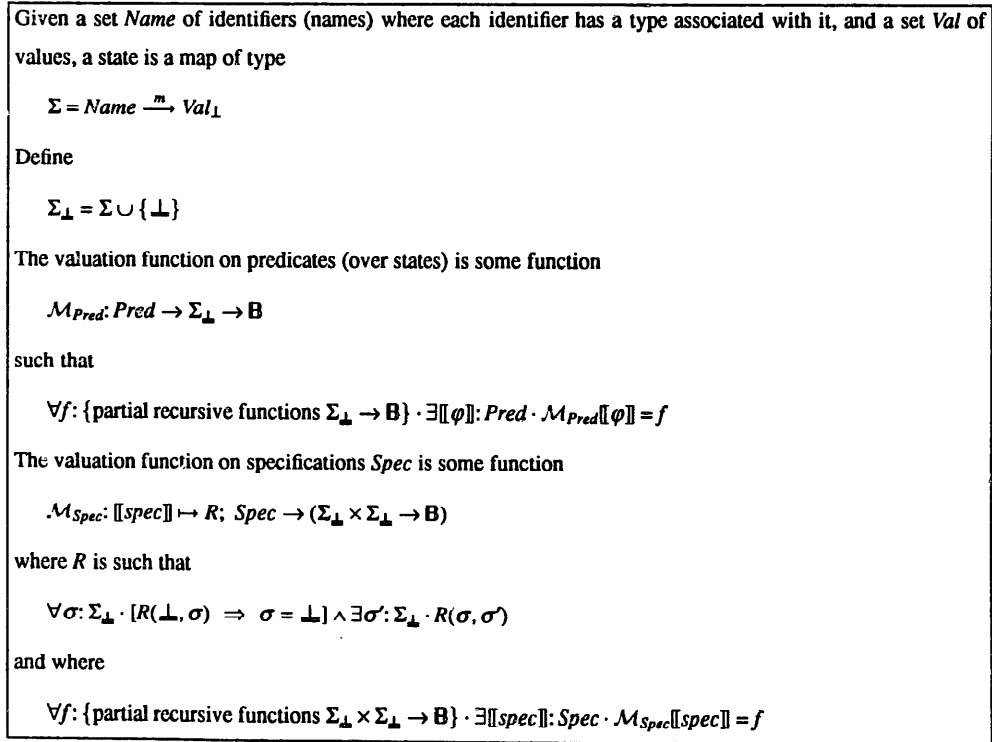 Given a set Name of identifiers (names) where each identifier has a type associated with it, and a set Val of
values, a state is a map of type
Σ = Name —m→ Val⊥
Define
Σ⊥ = Σ ∪ {⊥}
The valuation function on predicates (over states) is some function
ℳPred: Pred → Σ⊥ → 𝔹
such that
∀f: {partial recursive functions Σ⊥ → 𝔹} · ∃⟦φ⟧: Pred · ℳPred⟦φ⟧ = f
The valuation function on specifications Spec is some function
ℳSpec: ⟦spec⟧ ↦ R; Spec → (Σ⊥ × Σ⊥ → 𝔹)
where R is such that
∀σ: Σ⊥ · [R(⊥, σ) ⇒ σ = ⊥] ∧ ∃σ′: Σ⊥ · R(σ, σ′)
and where
∀f: {partial recursive functions Σ⊥ × Σ⊥ → 𝔹} · ∃⟦spec⟧: Spec · ℳSpec⟦spec⟧ = f